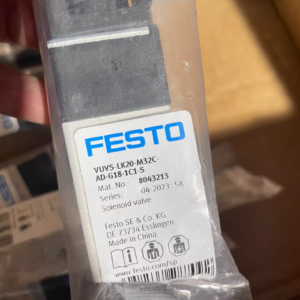 FESTO
VUVS-LK20-M32C-
AD-G18-1C1-S
Mat. No.: 8043213
Series: 04-2023-S8
Solenoid valve
Festo SE & Co. KG
DE-73734 Esslingen
Made in China
www.festo.com/sp